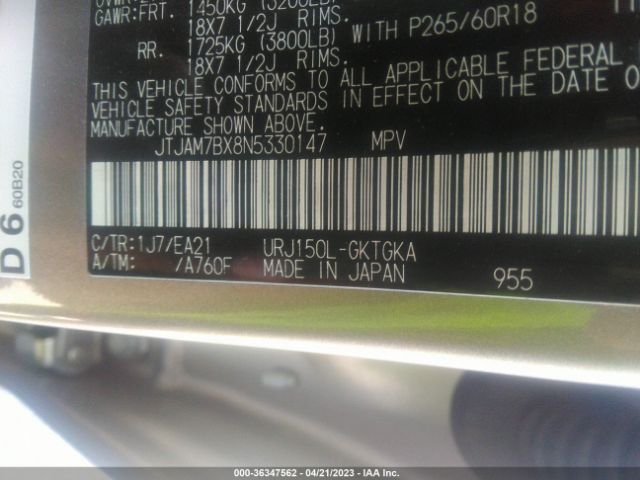 GAWR:FRT. 1450KG (3200LB)
18X7 1/2J RIMS.
RR. 1725KG (3800LB) WITH P265/60R18
18X7 1/2J RIMS.
THIS VEHICLE CONFORMS TO ALL APPLICABLE FEDERAL
VEHICLE SAFETY STANDARDS IN EFFECT ON THE DATE O
MANUFACTURE SHOWN ABOVE.
JTJAM7BX8N5330147 MPV
C/TR:1J7/EA21 URJ150L-GKTGKA
A/TM: /A760F MADE IN JAPAN 955
D 6 60B20
000-36347562 - 04/21/2023 - IAA Inc.